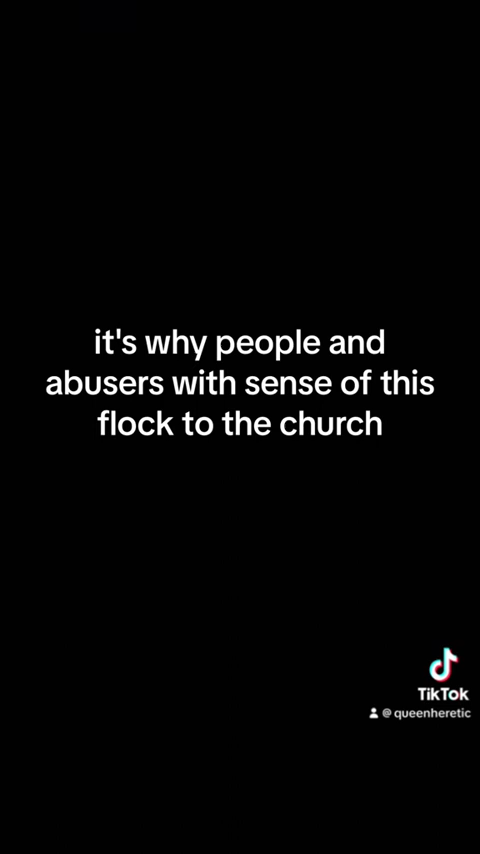 it's why people and
abusers with sense of this
flock to the church
TikTok
@ queenheretic